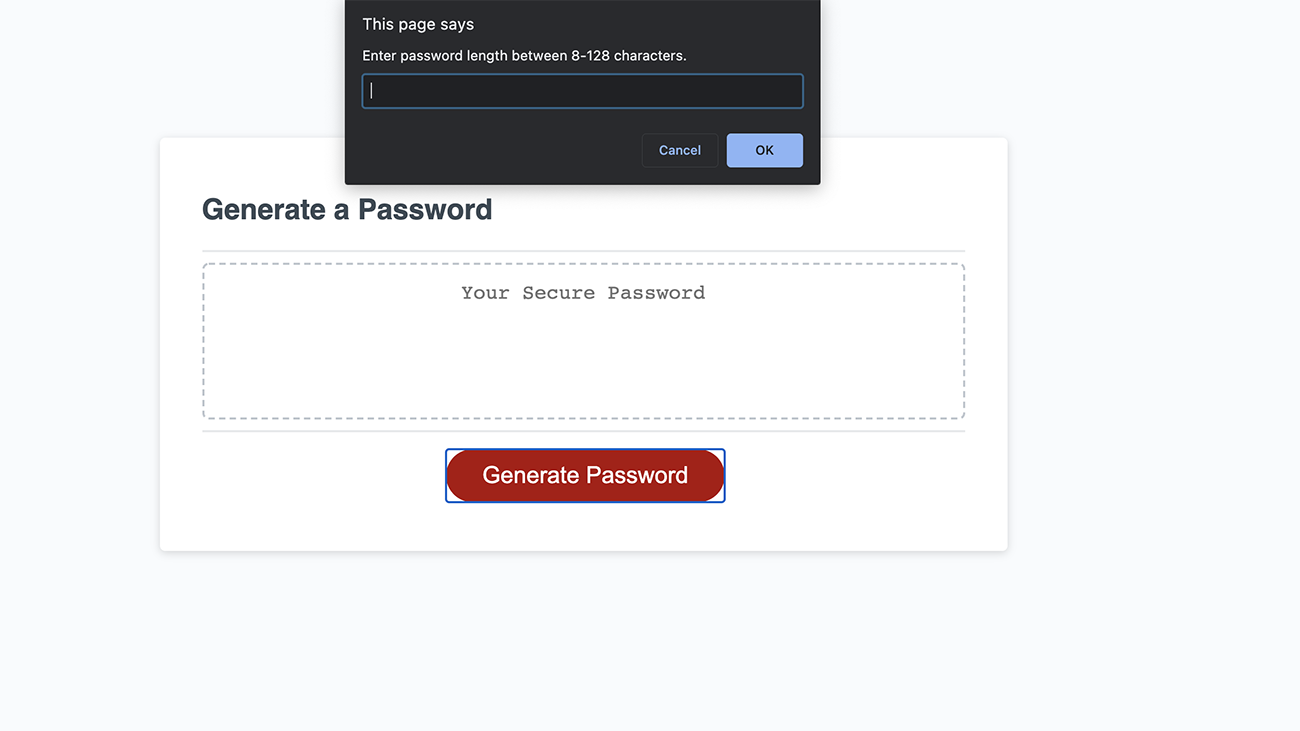 This page says
Enter password length between 8-128 characters.
Cancel
OK
Generate a Password
Your Secure Password
Generate Password